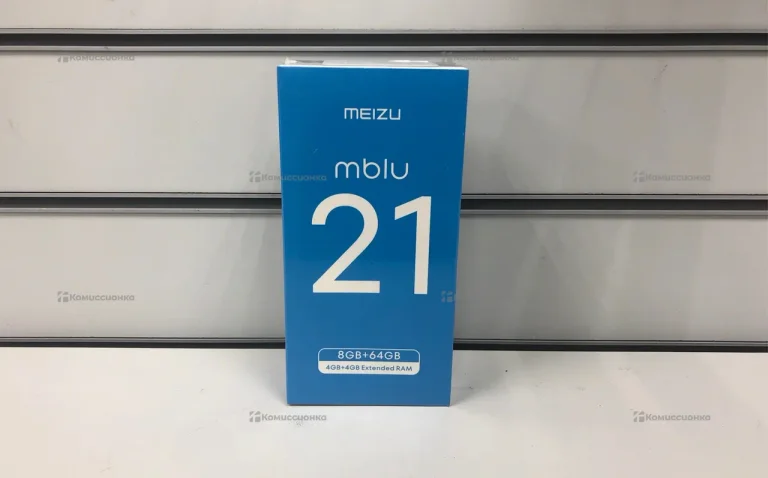 Комиссионка
Комиссионка
MEIZU
mblu
Комиссионка
Комиссионка
21
Комиссионка
8GB+64GB
4GB+4GB Extended RAM
Комиссионка
Комиссионка